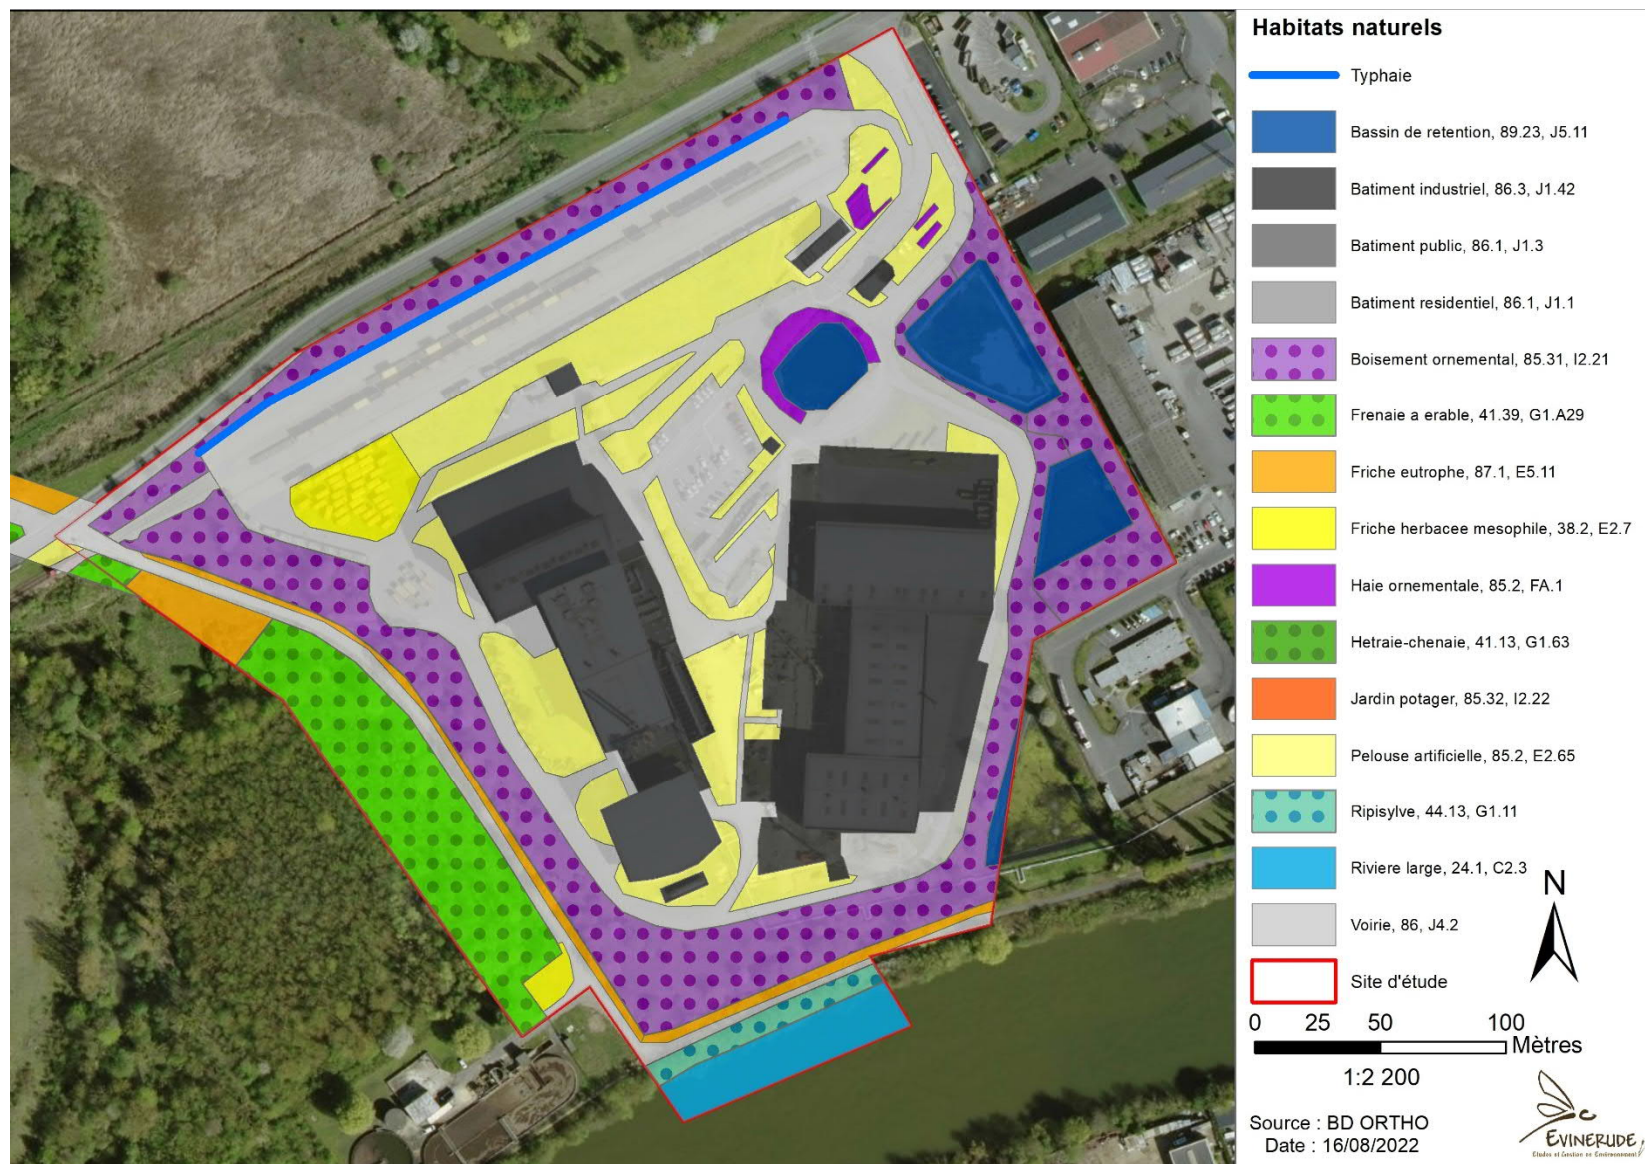 Habitats naturels
Typhaie
Bassin de retention, 89.23, J5.11
Batiment industriel, 86.3, J1.42
Batiment public, 86.1, J1.3
Batiment residentiel, 86.1, J1.1
Boisement ornemental, 85.31, I2.21
Frenaie a erable, 41.39, G1.A29
Friche eutrophe, 87.1, E5.11
Friche herbacee mesophile, 38.2, E2.7
Haie ornementale, 85.2, FA.1
Hetraie-chenaie, 41.13, G1.63
Jardin potager, 85.32, I2.22
Pelouse artificielle, 85.2, E2.65
Ripisylve, 44.13, G1.11
Riviere large, 24.1, C2.3
Voirie, 86, J4.2
Site d'étude
N
0 25 50 100
Mètres
1:2 200
Source : BD ORTHO
Date : 16/08/2022
EVINERUDE
Etudes et Gestion en Environnement